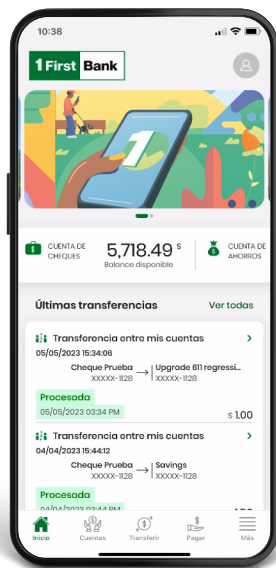 10:38
1 First Bank
1
CUENTA DE CHEQUES
5,718.49 $
Balance disponible
CUENTA DE AHORROS
Últimas transferencias
Ver todas
Transferencia entre mis cuentas
05/05/2023 15:34:06
Cheque Prueba → Upgrade 611 regressi...
XXXXX-1128 XXXXX-1128
Procesada
05/05/2023 03:34 PM
$ 1.00
Transferencia entre mis cuentas
04/04/2023 15:44:12
Cheque Prueba → Savings
XXXXX-1128 XXXXX-1128
Procesada
Inicio
Cuentas
Transferir
Pagar
Más